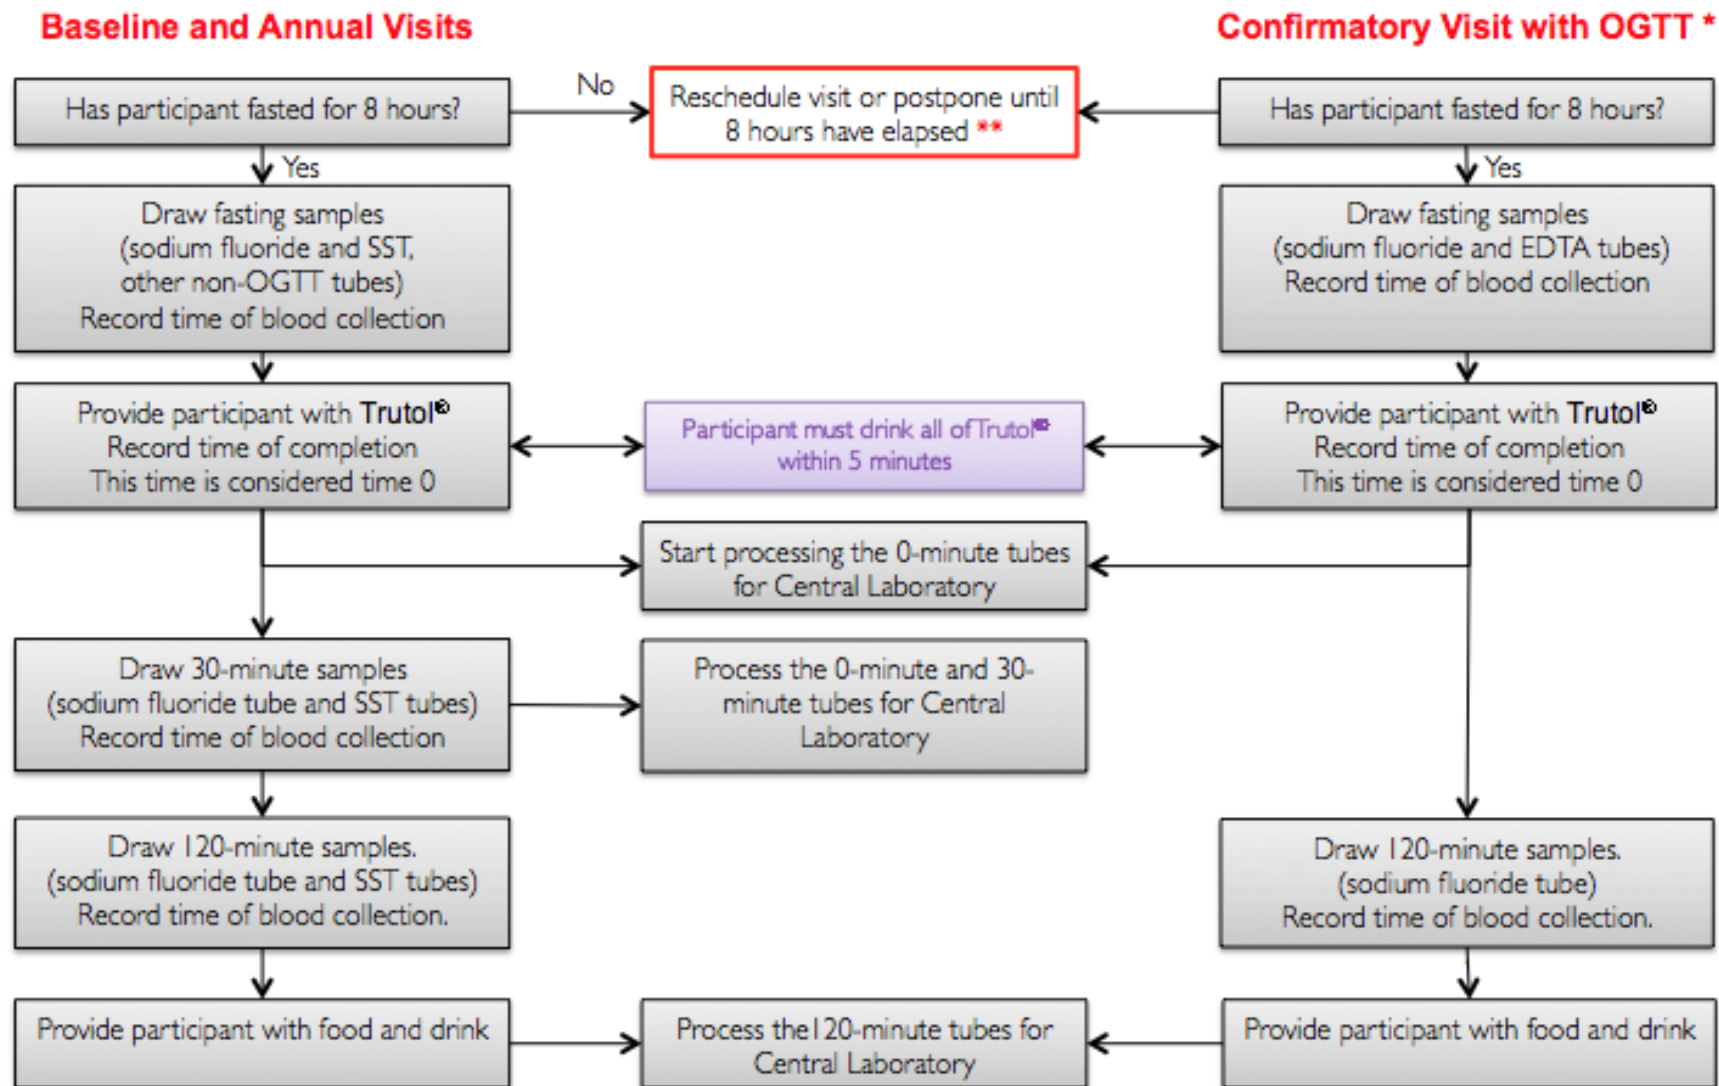 Baseline and Annual Visits
Confirmatory Visit with OGTT *
Has participant fasted for 8 hours?
No
Reschedule visit or postpone until
8 hours have elapsed **
Has participant fasted for 8 hours?
Yes
Yes
Draw fasting samples
(sodium fluoride and SST,
other non-OGTT tubes)
Record time of blood collection
Draw fasting samples
(sodium fluoride and EDTA tubes)
Record time of blood collection
Provide participant with Trutol®
Record time of completion
This time is considered time 0
Participant must drink all of Trutol®
within 5 minutes
Provide participant with Trutol®
Record time of completion
This time is considered time 0
Start processing the 0-minute tubes
for Central Laboratory
Draw 30-minute samples
(sodium fluoride tube and SST tubes)
Record time of blood collection
Process the 0-minute and 30-
minute tubes for Central
Laboratory
Draw 120-minute samples.
(sodium fluoride tube and SST tubes)
Record time of blood collection.
Draw 120-minute samples.
(sodium fluoride tube)
Record time of blood collection.
Provide participant with food and drink
Process the120-minute tubes for
Central Laboratory
Provide participant with food and drink